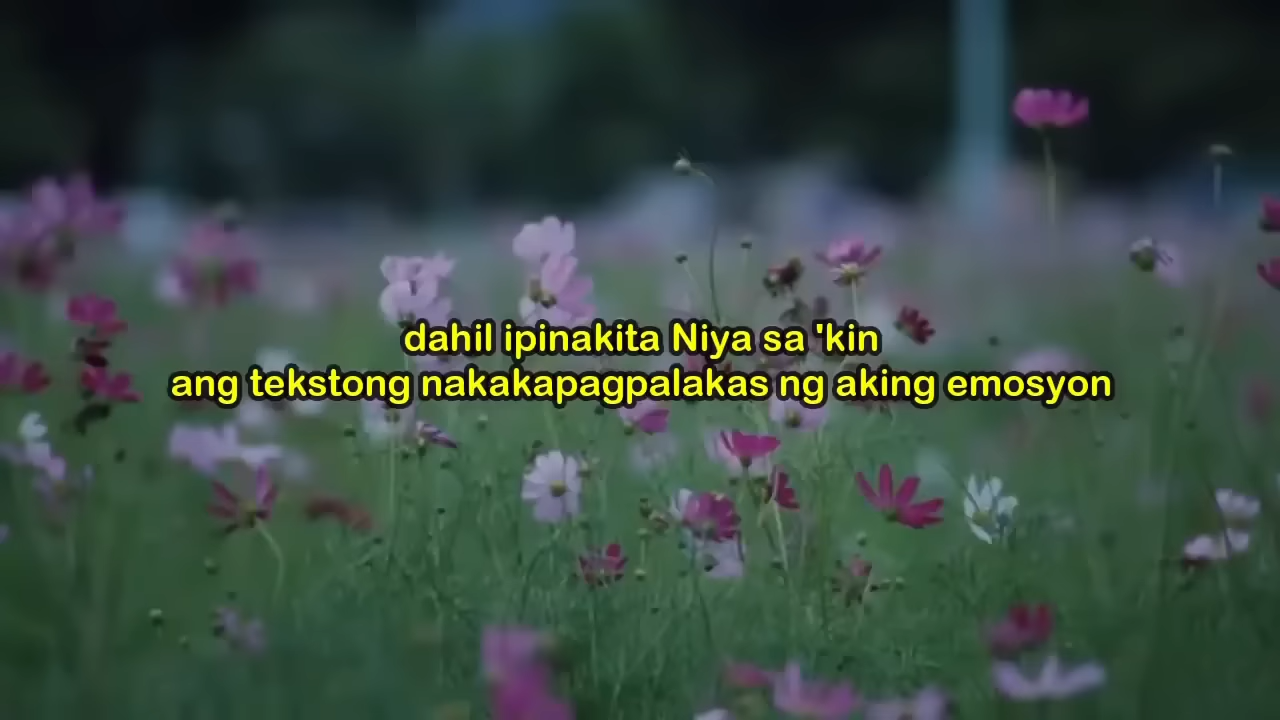 dahil ipinakita Niya sa 'kin
ang tekstong nakakapagpalakas ng aking emosyon